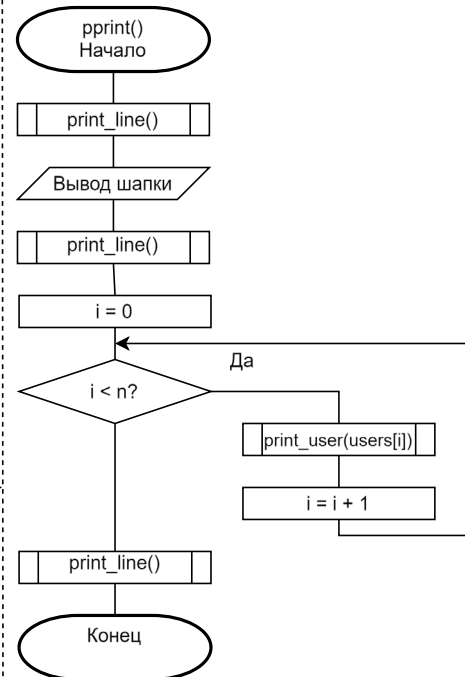 pprint()
Начало
print_line()
Вывод шапки
print_line()
i = 0
Да
i < n?
print_user(users[i])
i = i + 1
print_line()
Конец